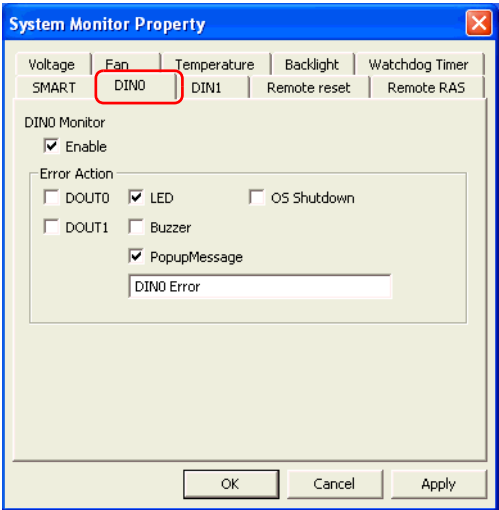 System Monitor Property
Voltage Fan Temperature Backlight Watchdog Timer
SMART DIN0 DIN1 Remote reset Remote RAS
DIN0 Monitor
Enable
Error Action
DOUT0 LED OS Shutdown
DOUT1 Buzzer
PopupMessage
DIN0 Error
OK Cancel Apply